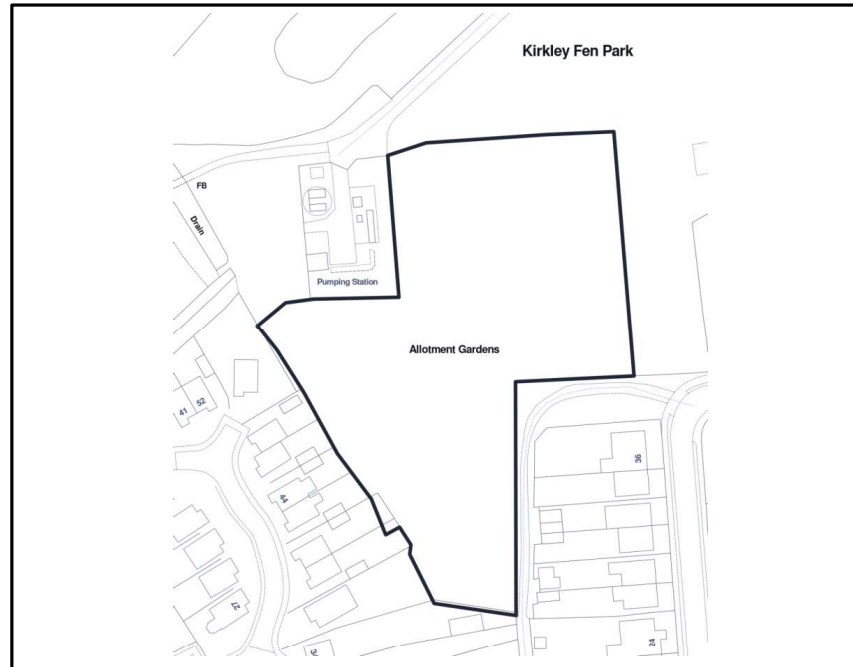 Kirkley Fen Park
FB
Drain
Pumping Station
Allotment Gardens
52
41
36
44
27
24